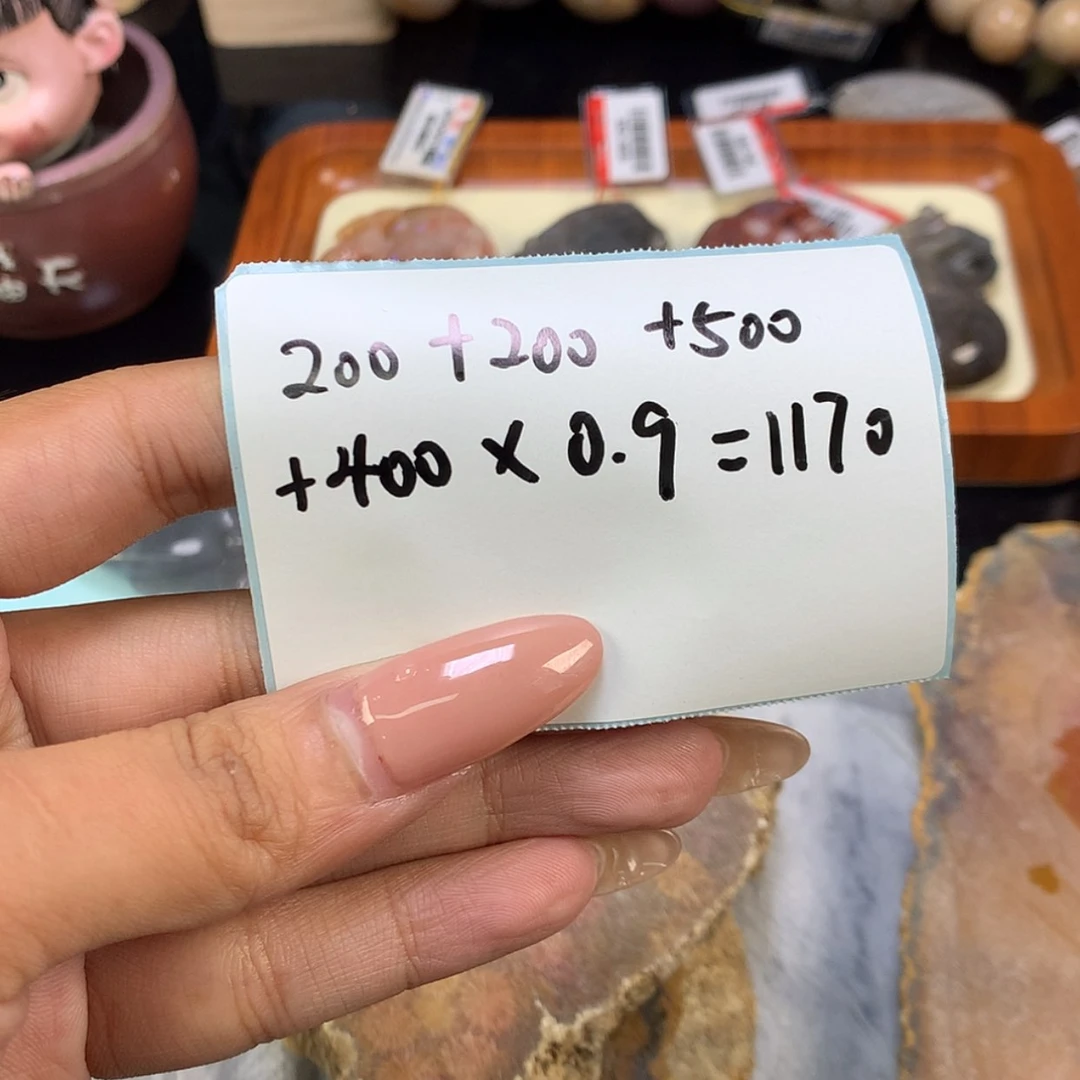 200 + 200 + 500
+ 400 × 0.9 = 1170